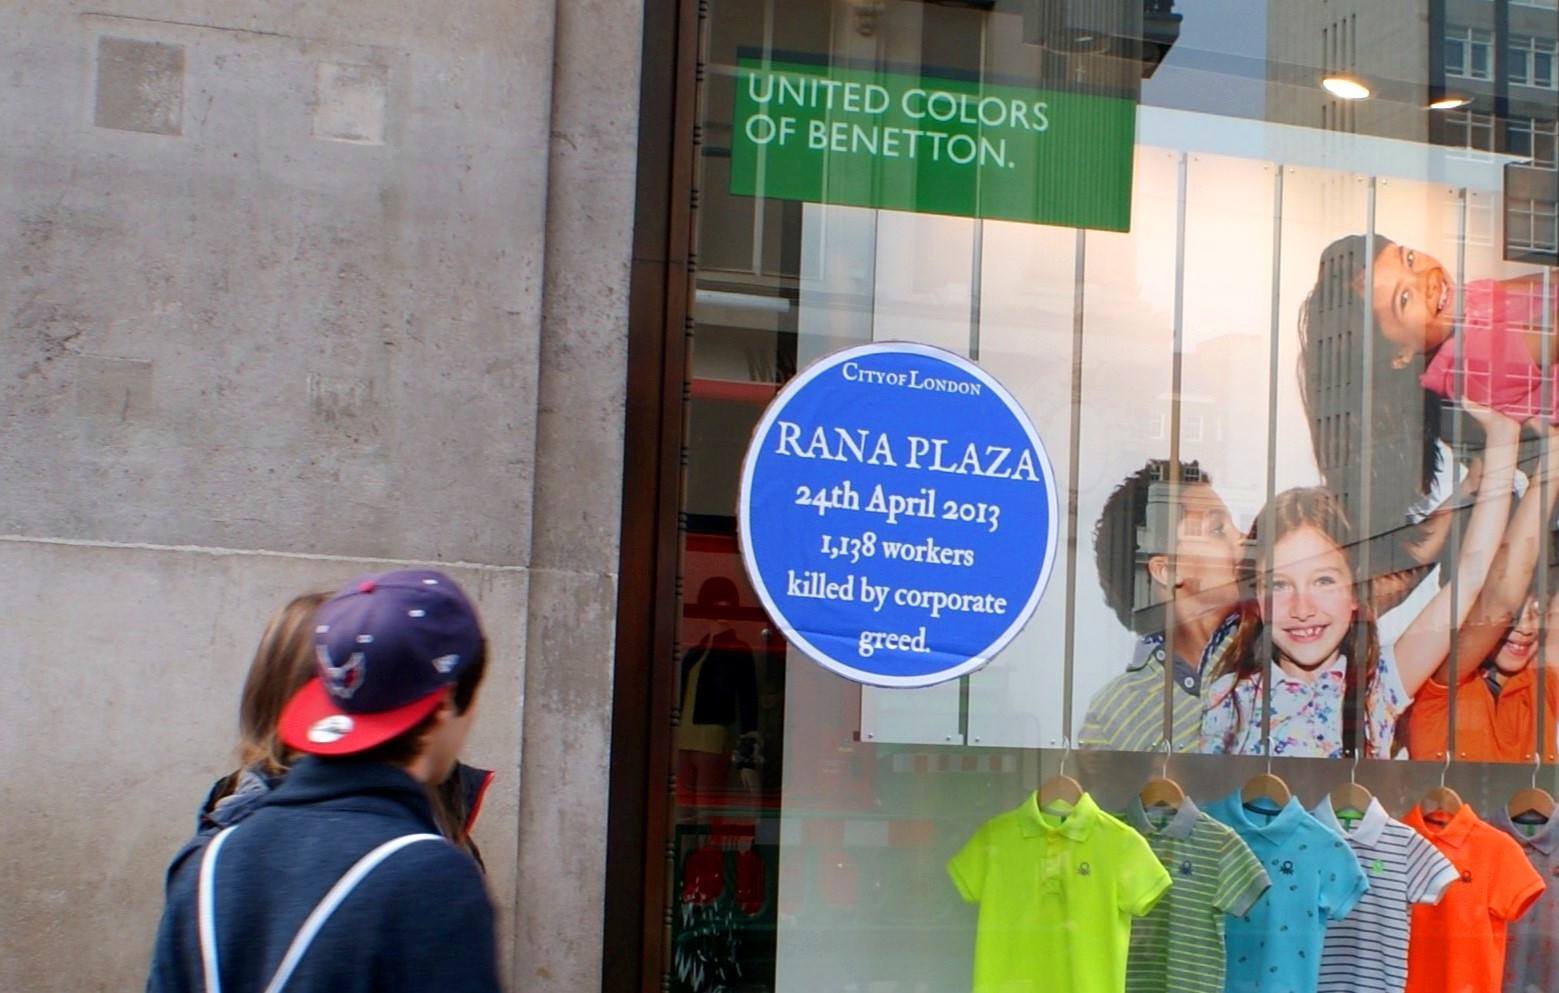 UNITED COLORS
OF BENETTON.
CITY OF LONDON
RANA PLAZA
24th April 2013
1,138 workers
killed by corporate
greed.